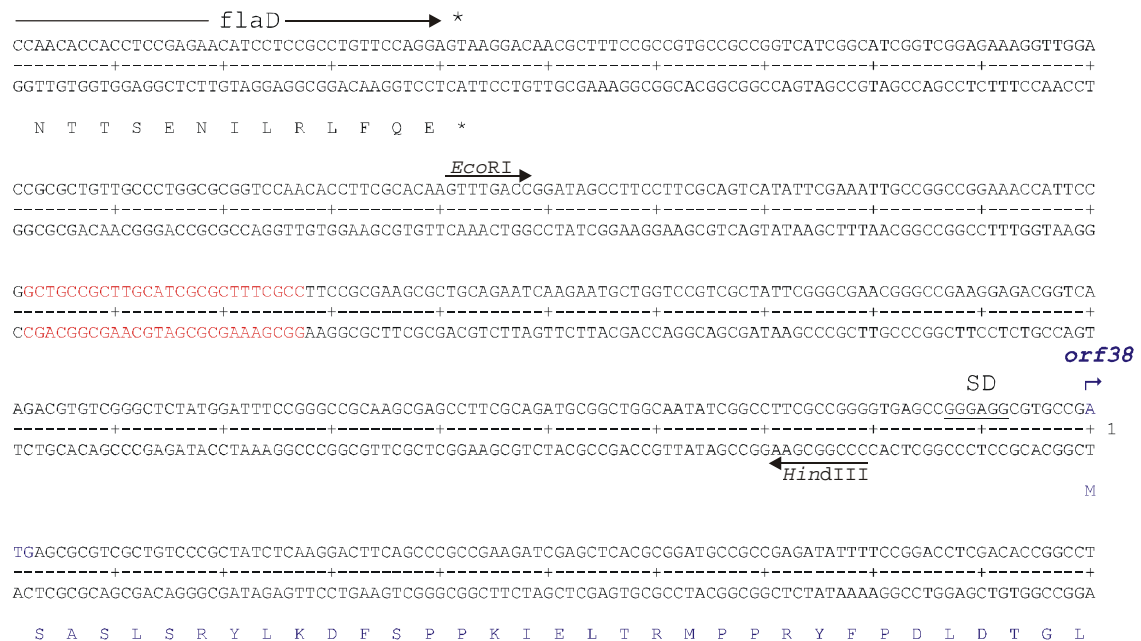 flaD *
CCAACACCACCTCCGAGAACATCCTCCGCCTGTTCCAGGAGTAAGGACAACGCTTTCCGCCGTGCCGCCGGTCATCGGCATCGGTCGGAGAAAGGTTGGA
---------+---------+---------+---------+---------+---------+---------+---------+---------+---------+
GGTTGTGGTGGAGGCTCTTGTAGGAGGCGGACAAGGTCCTCATTCCTGTTGCGAAAGGCGGCACGGCGGCCAGTAGCCGTAGCCAGCCTCTTTCCAACCT
N T T S E N I L R L F Q E *
EcoRI
CCGCGCTGTTGCCCTGGCGCGGTCCAACACCTTCGCACAAGTTTGACCGGATAGCCTTCCTTCGCAGTCATATTCGAAATTGCCGGCCGGAAACCATTCC
---------+---------+---------+---------+---------+---------+---------+---------+---------+---------+
GGCGCGACAACGGGACCGCGCCAGGTTGTGGAAGCGTGTTCAAACTGGCCTATCGGAAGGAAGCGTCAGTATAAGCTTTAACGGCCGGCCTTTGGTAAGG
GGCTGCCGCTTGCATCGCGCTTTCGCCTTCCGCGAAGCGCTGCAGAATCAAGAATGCTGGTCCGTCGCTATTCGGGCGAACGGGCCGAAGGAGACGGTCA
---------+---------+---------+---------+---------+---------+---------+---------+---------+---------+
CCGACGGCGAACGTAGCGCGAAAGCGGAAGGCGCTTCGCGACGTCTTAGTTCTTACGACCAGGCAGCGATAAGCCCGCTTGCCCGGCTTCCTCTGCCAGT
orf38
SD
AGACGTGTCGGGCTCTATGGATTTCCGGGCCGCAAGCGAGCCTTCGCAGATGCGGCTGGCAATATCGGCCTTCGCCGGGGTGAGCCGGGAGGCGTGCCGA
---------+---------+---------+---------+---------+---------+---------+---------+---------+---------+ 1
TCTGCACAGCCCGAGATACCTAAAGGCCCGGCGTTCGCTCGGAAGCGTCTACGCCGACCGTTATAGCCGGAAGCGGCCCCACTCGGCCCTCCGCACGGCT
HindIII
M
TGAGCGCGTCGCTGTCCCGCTATCTCAAGGACTTCAGCCCGCCGAAGATCGAGCTCACGCGGATGCCGCCGAGATATTTTCCGGACCTCGACACCGGCCT
---------+---------+---------+---------+---------+---------+---------+---------+---------+---------+
ACTCGCGCAGCGACAGGGCGATAGAGTTCCTGAAGTCGGGCGGCTTCTAGCTCGAGTGCGCCTACGGCGGCTCTATAAAAGGCCTGGAGCTGTGGCCGGA
S A S L S R Y L K D F S P P K I E L T R M P P R Y F P D L D T G L